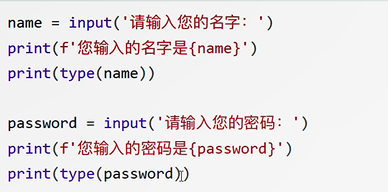 name = input('请输入您的名字：')
print(f'您输入的名字是{name}')
print(type(name))
password = input('请输入您的密码：')
print(f'您输入的密码是{password}')
print(type(password))